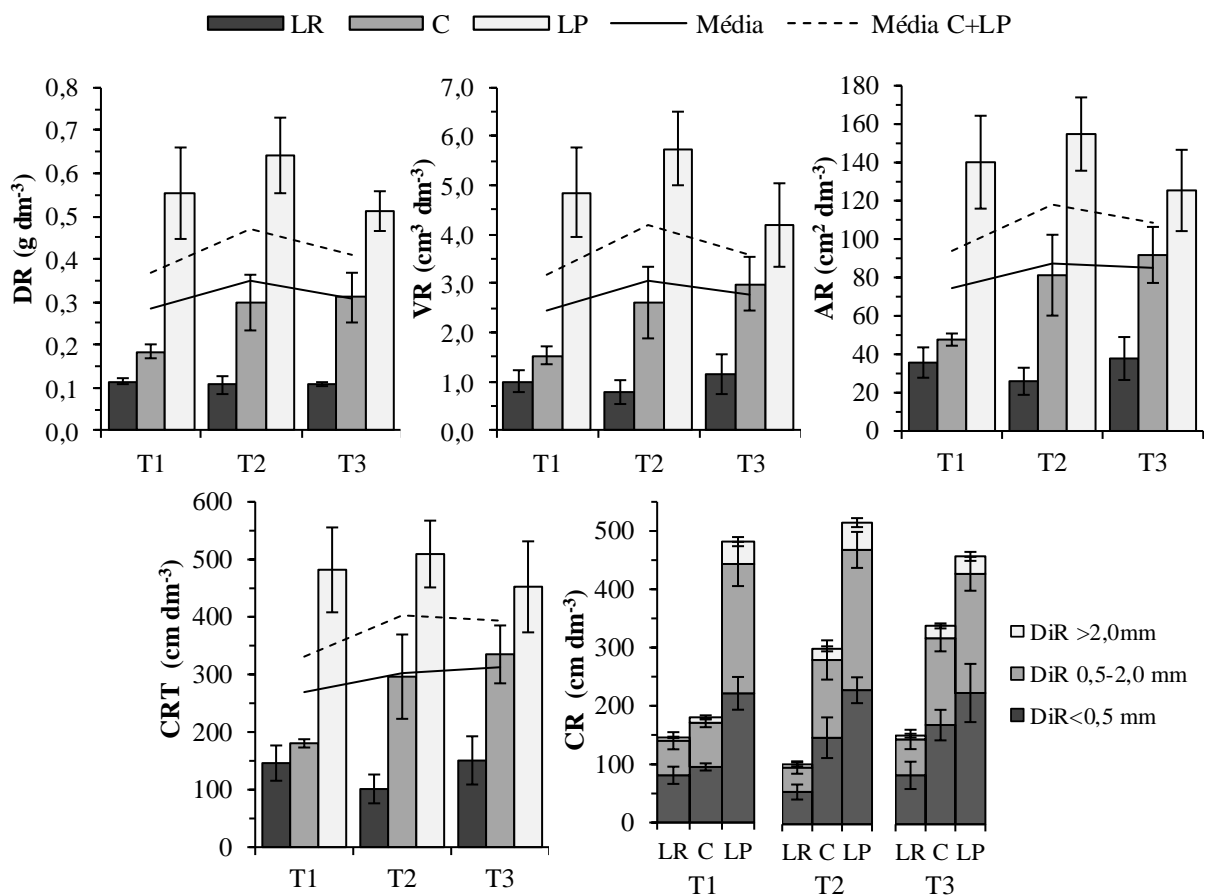 LR C LP Média Média C+LP
DR (g dm-3)
0,8
0,7
0,6
0,5
0,4
0,3
0,2
0,1
0,0
T1 T2 T3
VR (cm3 dm-3)
7,0
6,0
5,0
4,0
3,0
2,0
1,0
0,0
T1 T2 T3
AR (cm2 dm-3)
180
160
140
120
100
80
60
40
20
0
T1 T2 T3
CRT (cm dm-3)
600
500
400
300
200
100
0
T1 T2 T3
CR (cm dm-3)
500
400
300
200
100
0
LR C LP LR C LP LR C LP
T1 T2 T3
DiR >2,0mm
DiR 0,5-2,0 mm
DiR<0,5 mm